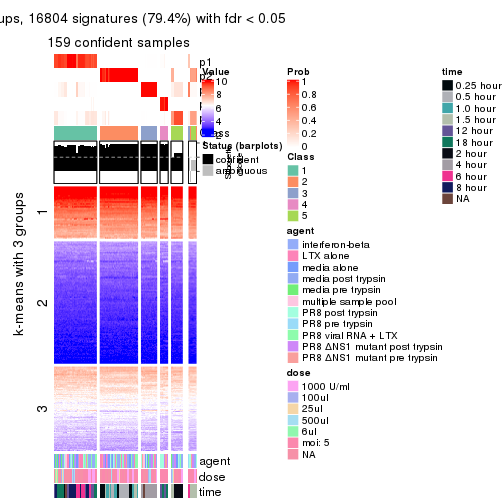 ups, 16804 signatures (79.4%) with fdr < 0.05
159 confident samples
p1
Value
10
8
6
4
Class
Status (barplots)
confident
ambiguous
1
2
3
k-means with 3 groups
agent
dose
time
Prob
1
0.8
0.6
0.4
0.2
0
Class
1
2
3
4
5
agent
interferon-beta
LTX alone
media alone
media post trypsin
media pre trypsin
multiple sample pool
PR8 post trypsin
PR8 pre trypsin
PR8 viral RNA + LTX
PR8 ΔNS1 mutant post trypsin
PR8 ΔNS1 mutant pre trypsin
dose
1000 U/ml
100ul
25ul
500ul
6ul
moi: 5
NA
time
0.25 hour
0.5 hour
1.0 hour
1.5 hour
12 hour
18 hour
2 hour
4 hour
6 hour
8 hour
NA